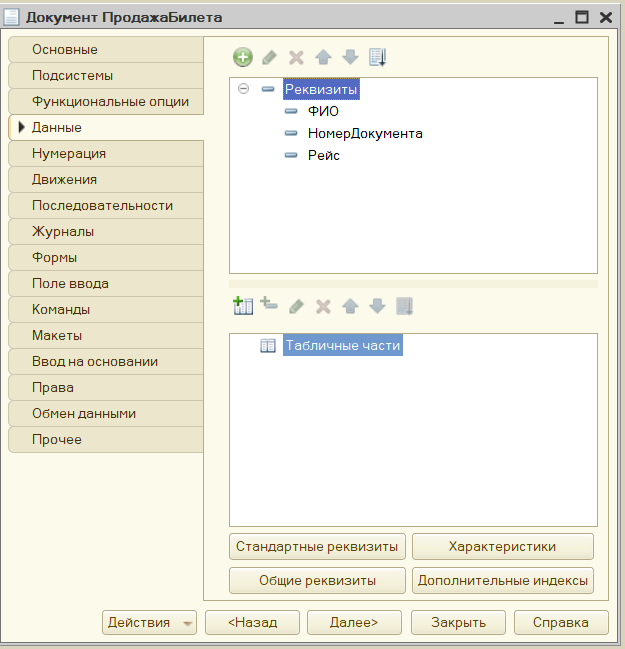 Документ ПродажаБилета
Основные
Подсистемы
Функциональные опции
Данные
Нумерация
Движения
Последовательности
Журналы
Формы
Поле ввода
Команды
Макеты
Ввод на основании
Права
Обмен данными
Прочее
Реквизиты
ФИО
НомерДокумента
Рейс
Табличные части
Стандартные реквизиты
Характеристики
Общие реквизиты
Дополнительные индексы
Действия
<Назад
Далее>
Закрыть
Справка